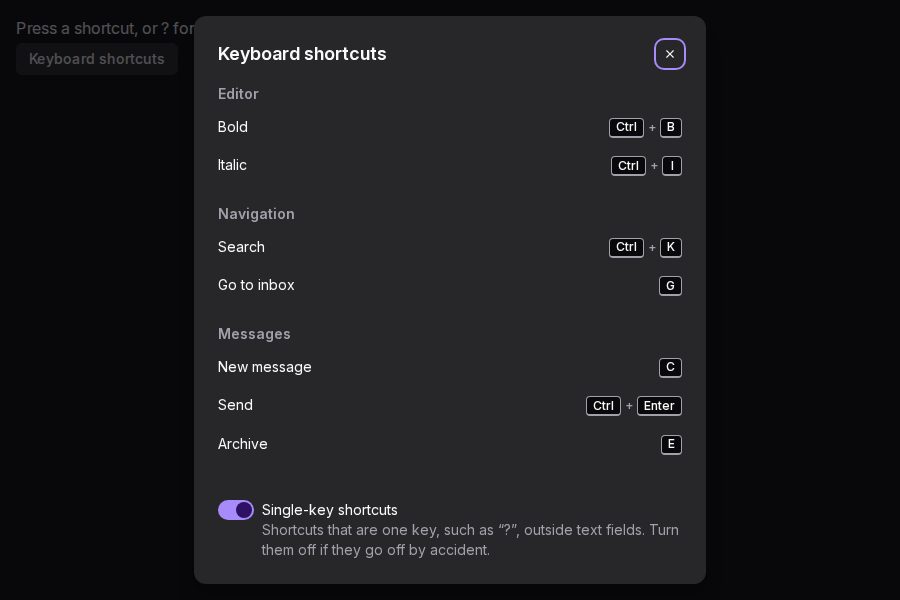 Press a shortcut, or ? for
Keyboard shortcuts
Keyboard shortcuts
Editor
Bold Ctrl + B
Italic Ctrl + I
Navigation
Search Ctrl + K
Go to inbox G
Messages
New message C
Send Ctrl + Enter
Archive E
Single-key shortcuts
Shortcuts that are one key, such as “?”, outside text fields. Turn
them off if they go off by accident.